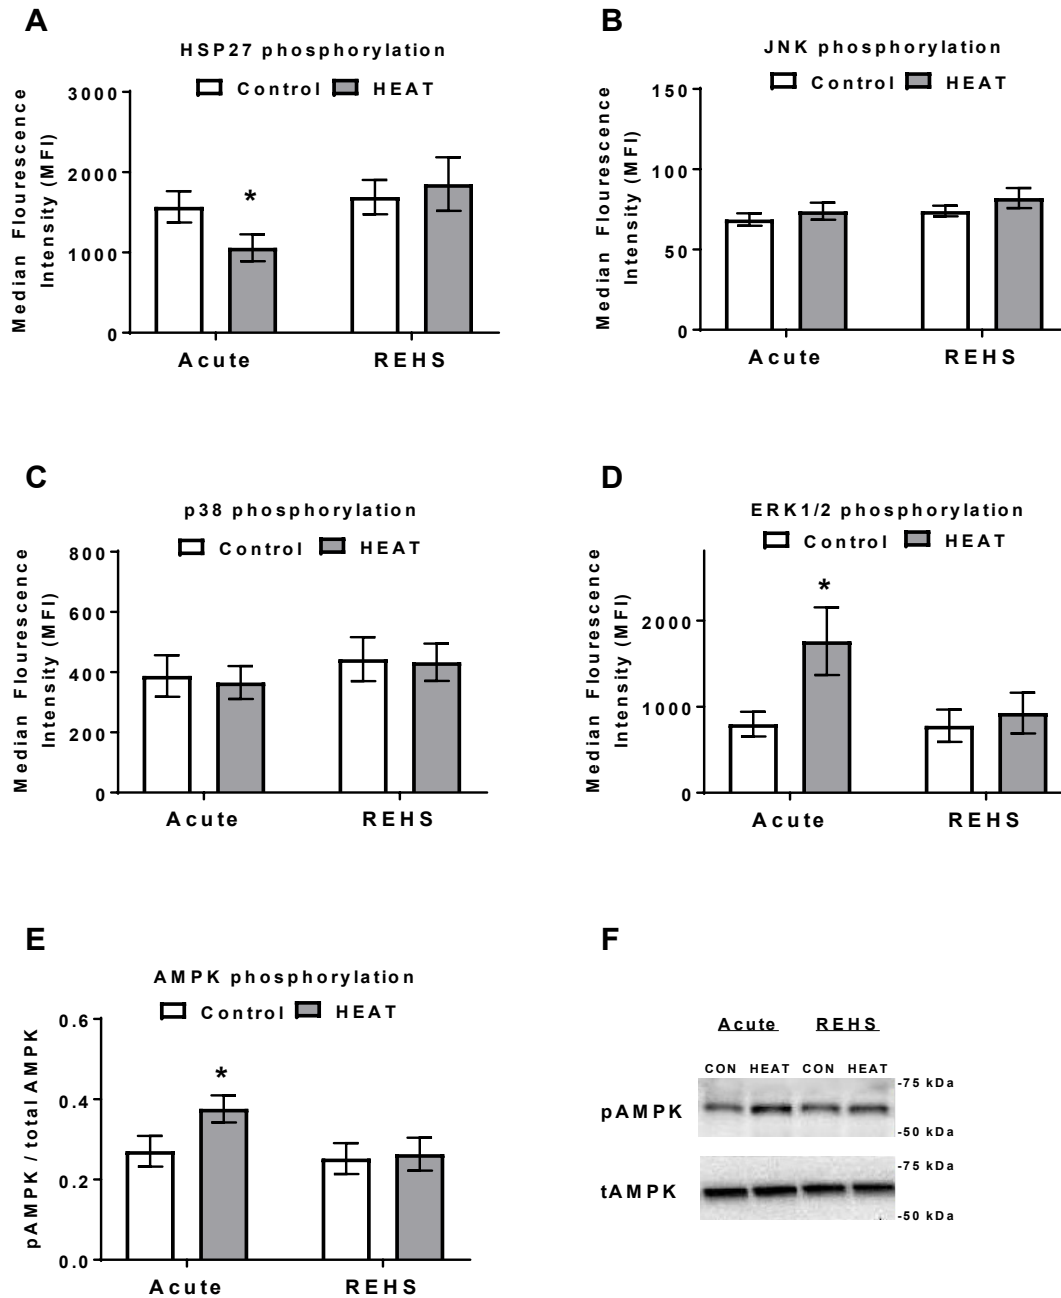 A
HSP27 phosphorylation
Control HEAT
Median Flourescence
Intensity (MFI)
3000
2000
1000
0
*
Acute REHS
B
JNK phosphorylation
Control HEAT
Median Flourescence
Intensity (MFI)
150
100
50
0
Acute REHS
C
p38 phosphorylation
Control HEAT
Median Flourescence
Intensity (MFI)
800
600
400
200
0
Acute REHS
D
ERK1/2 phosphorylation
Control HEAT
Median Flourescence
Intensity (MFI)
2000
1000
0
*
Acute REHS
E
AMPK phosphorylation
Control HEAT
pAMPK / total AMPK
0.6
0.4
0.2
0.0
*
Acute REHS
F
Acute REHS
CON HEAT CON HEAT
-75 kDa
pAMPK
-50 kDa
-75 kDa
tAMPK
-50 kDa